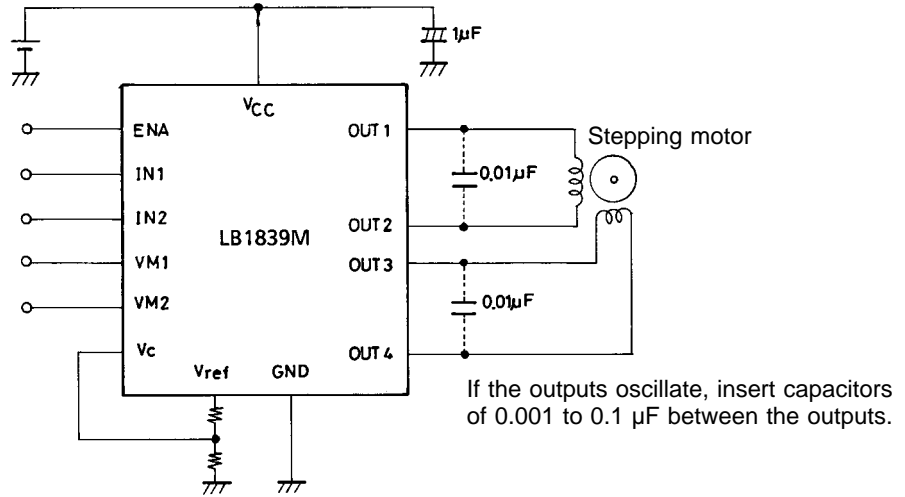 1µF
VCC
ENA
OUT 1
Stepping motor
IN1
0.01µF
IN2
OUT 2
LB1839M
VM1
OUT 3
VM2
0.01µF
Vc
OUT 4
Vref
GND
If the outputs oscillate, insert capacitors
of 0.001 to 0.1 µF between the outputs.